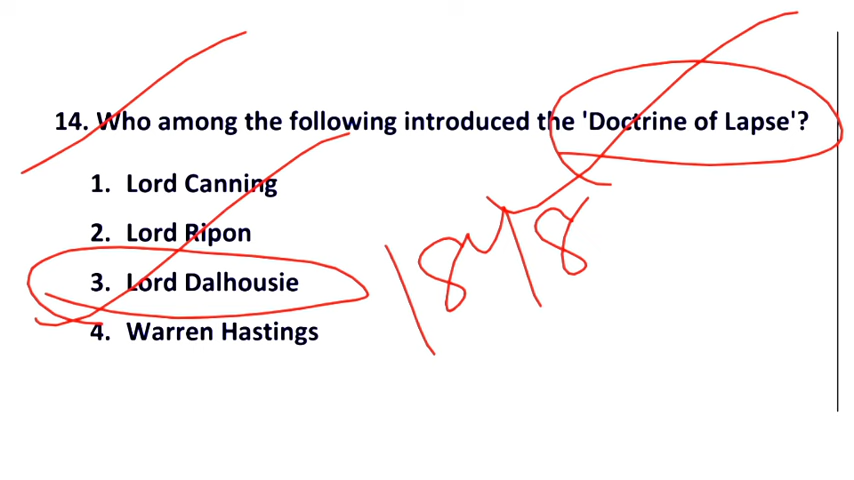 14. Who among the following introduced the 'Doctrine of Lapse'?
1. Lord Canning
2. Lord Ripon
3. Lord Dalhousie
4. Warren Hastings
1848